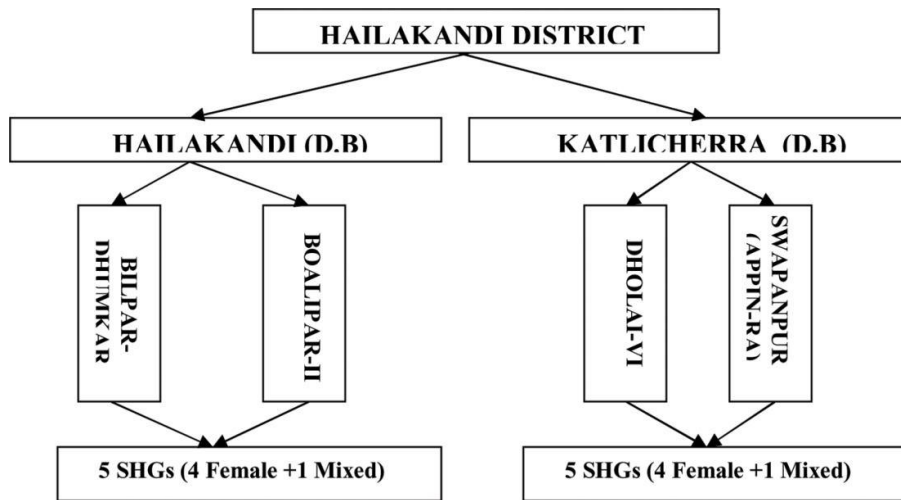 HAILAKANDI DISTRICT
HAILAKANDI (D.B)
KATLICHERRA (D.B)
BILPAR-
DHUMKAR
BOALIPAR-II
DHOLAI-VI
SWAPANPUR
(APPIN-RA)
5 SHGs (4 Female +1 Mixed)
5 SHGs (4 Female +1 Mixed)